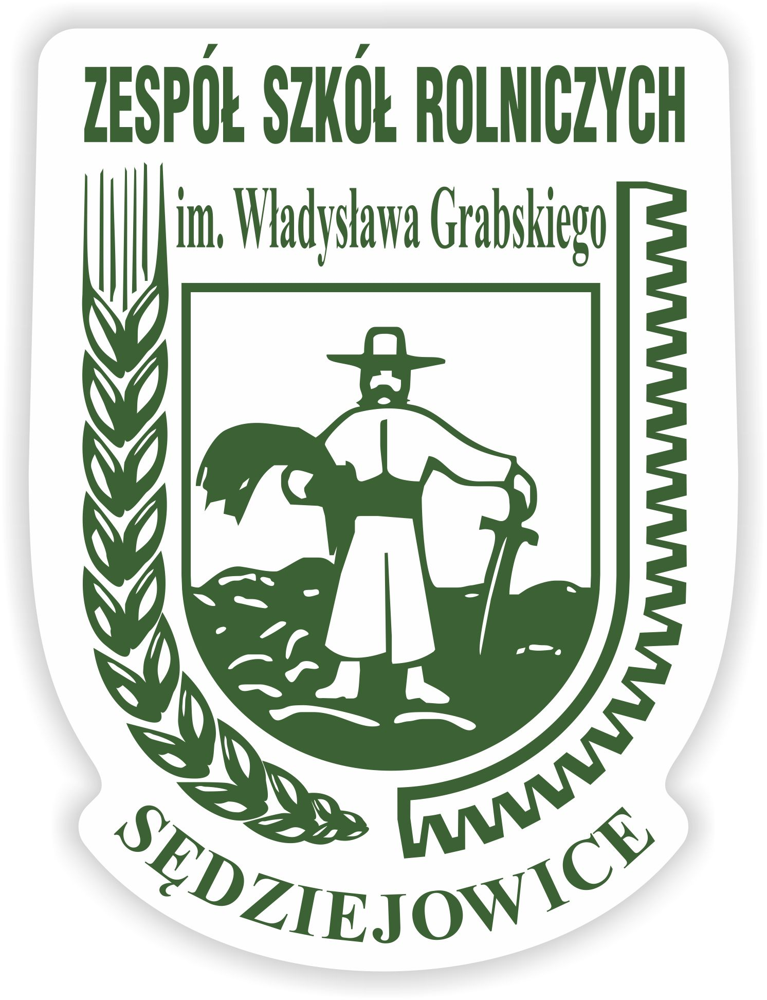 ZESPÓŁ SZKÓŁ ROLNICZYCH
im. Władysława Grabskiego
SĘDZIEJOWICE